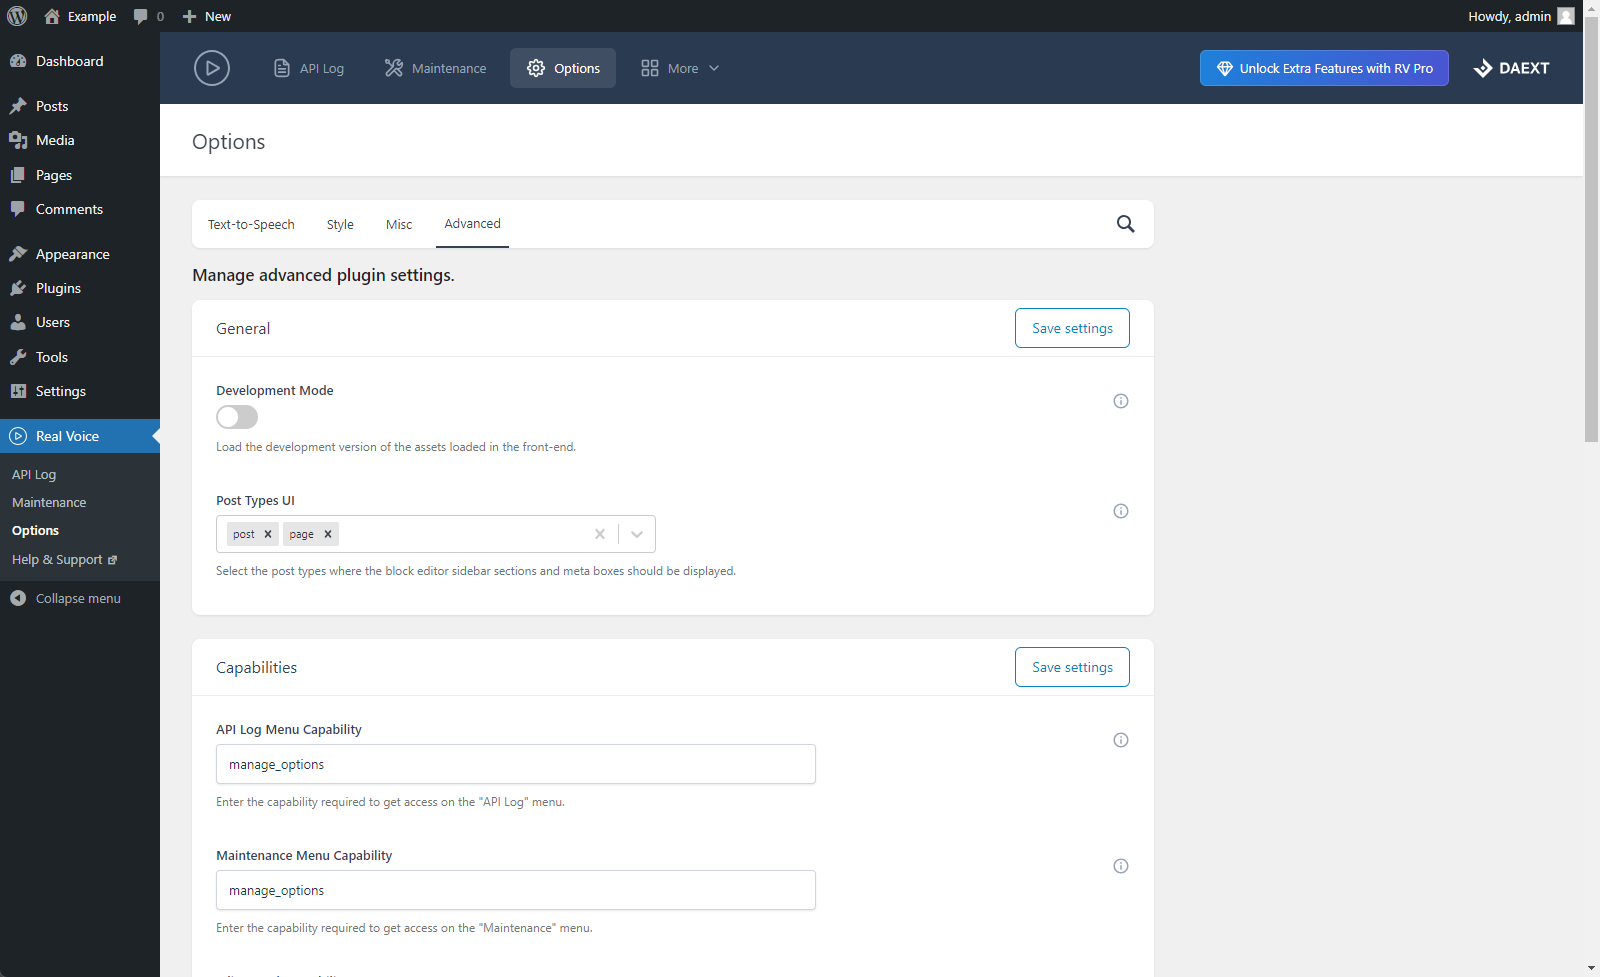 Example
0
New
Howdy, admin
Dashboard
Posts
Media
Pages
Comments
Appearance
Plugins
Users
Tools
Settings
Real Voice
API Log
Maintenance
Options
Help & Support
Collapse menu
API Log
Maintenance
Options
More
Unlock Extra Features with RV Pro
DAEXT
Options
Text-to-Speech
Style
Misc
Advanced
Manage advanced plugin settings.
General
Save settings
Development Mode
Load the development version of the assets loaded in the front-end.
Post Types UI
post
page
Select the post types where the block editor sidebar sections and meta boxes should be displayed.
Capabilities
Save settings
API Log Menu Capability
manage_options
Enter the capability required to get access on the "API Log" menu.
Maintenance Menu Capability
manage_options
Enter the capability required to get access on the "Maintenance" menu.